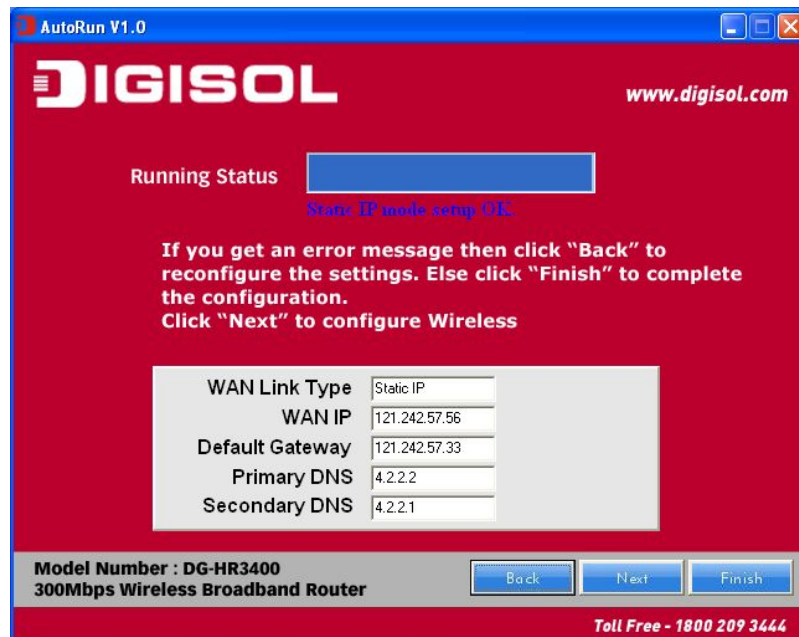 AutoRun V1.0
DIGISOL
www.digisol.com
Running Status
Static IP mode setup OK.
If you get an error message then click “Back” to
reconfigure the settings. Else click “Finish” to complete
the configuration.
Click “Next” to configure Wireless
WAN Link Type Static IP
WAN IP 121.242.57.56
Default Gateway 121.242.57.33
Primary DNS 4.2.2.2
Secondary DNS 4.2.2.1
Model Number : DG-HR3400
300Mbps Wireless Broadband Router
Back Next Finish
Toll Free - 1800 209 3444